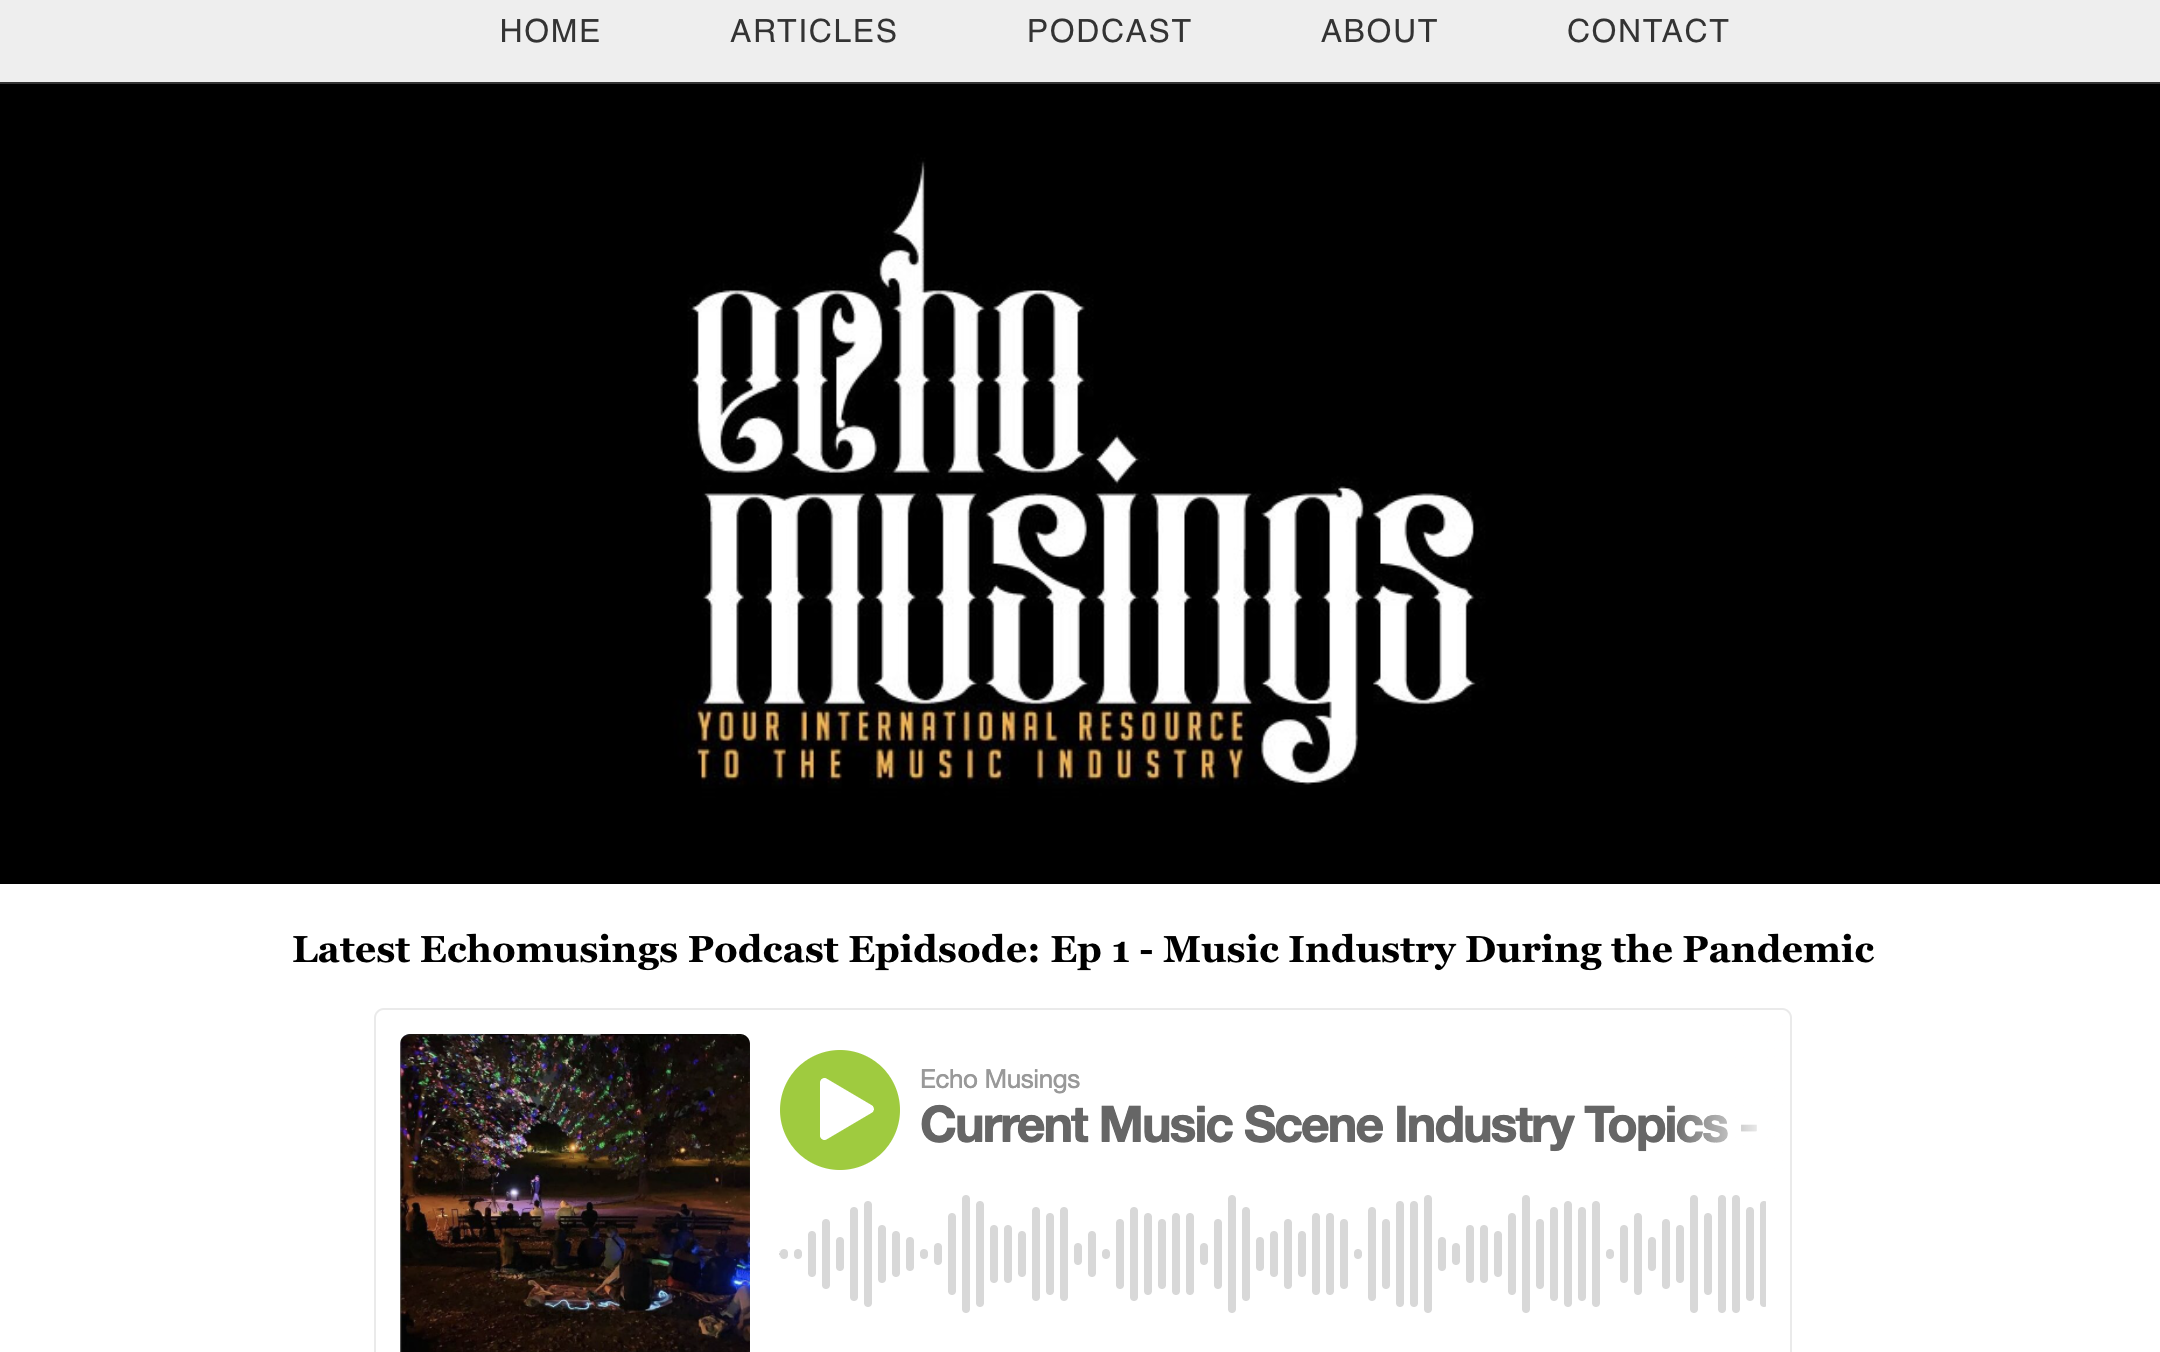 HOME ARTICLES PODCAST ABOUT CONTACT
echo
musings
YOUR INTERNATIONAL RESOURCE
TO THE MUSIC INDUSTRY
Latest Echomusings Podcast Epidsode: Ep 1 - Music Industry During the Pandemic
Echo Musings
Current Music Scene Industry Topics -